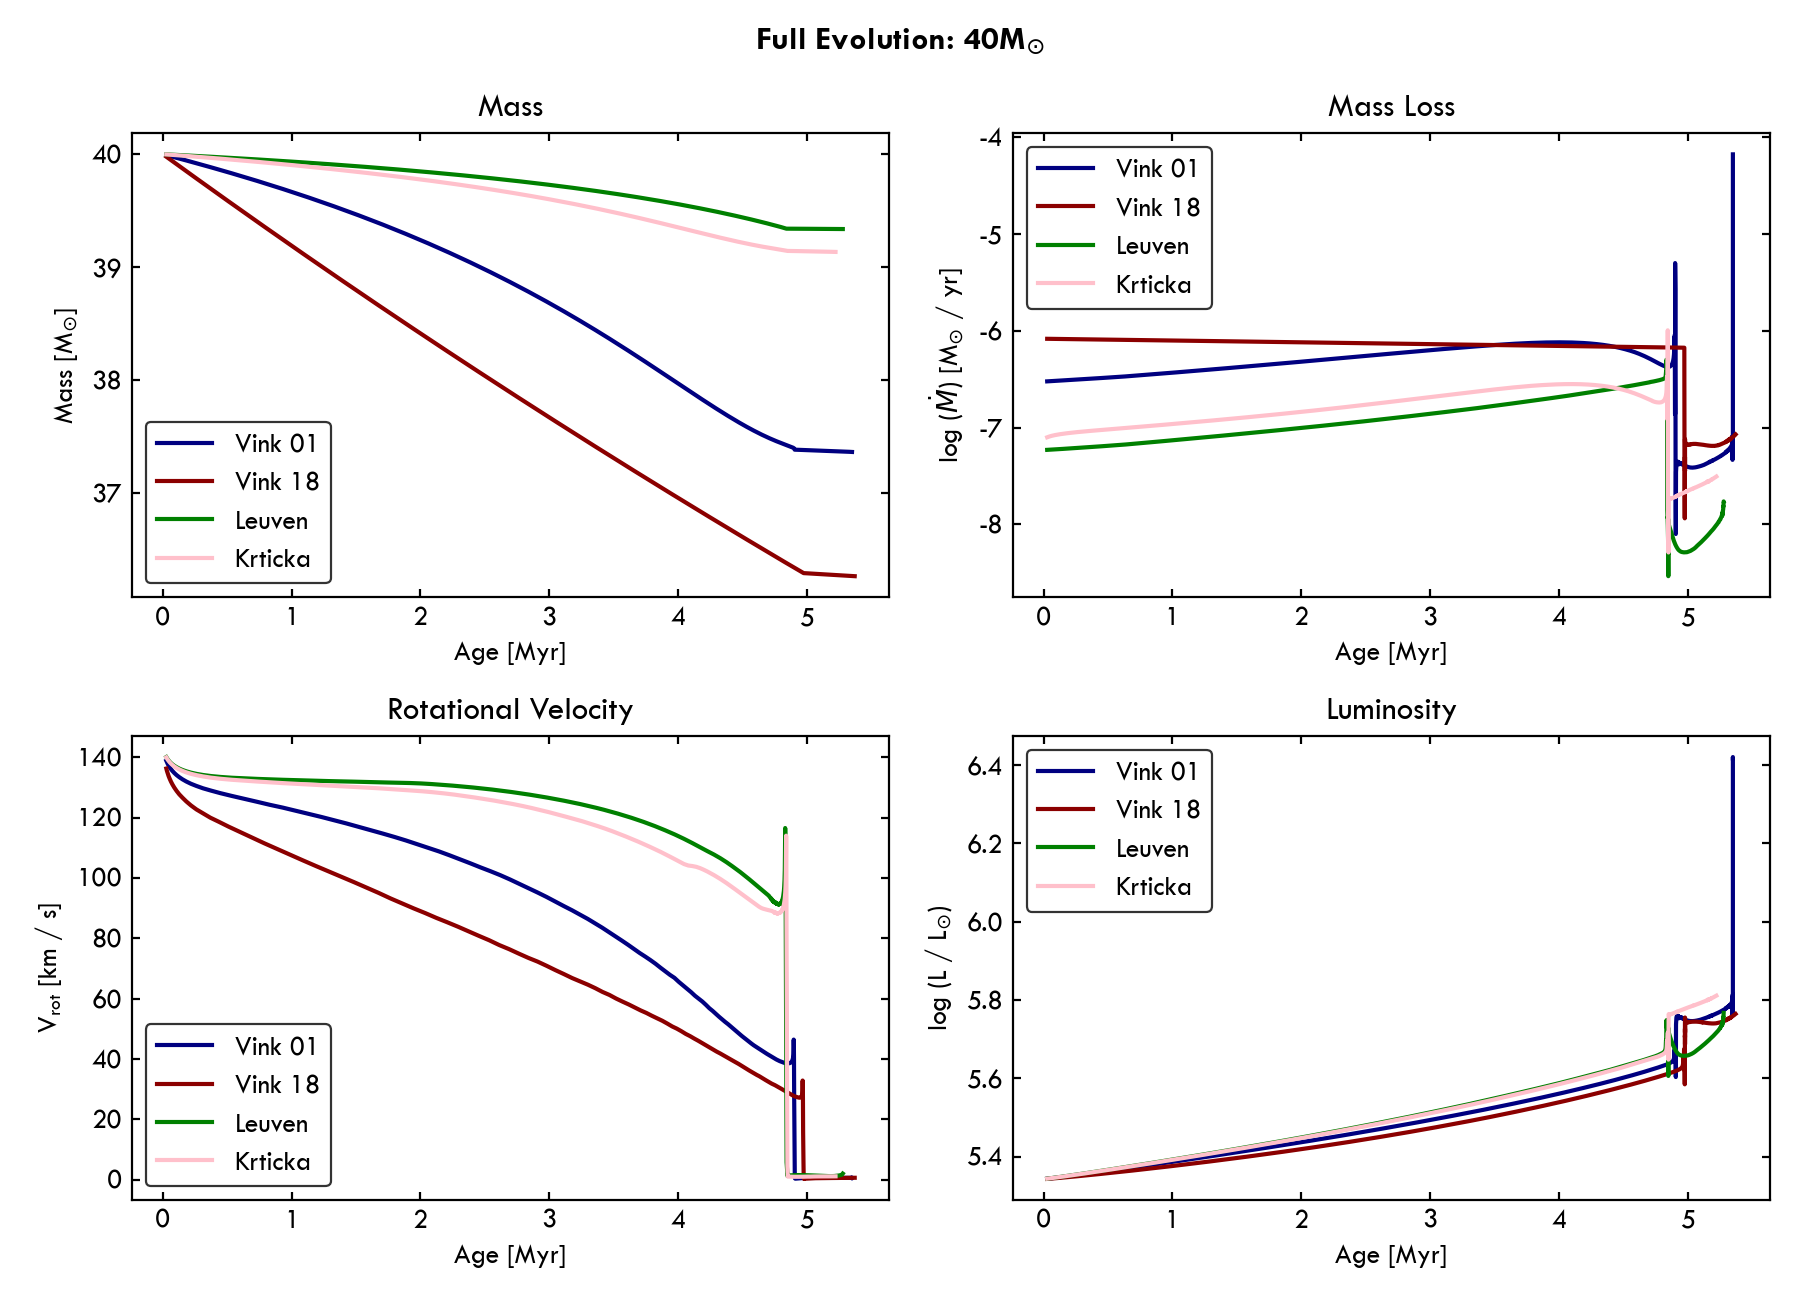 Full Evolution: 40M⊙
Mass
40
39
38
37
Mass [M⊙]
Vink 01
Vink 18
Leuven
Krticka
0 1 2 3 4 5
Age [Myr]
Mass Loss
-4
-5
-6
-7
-8
log (Ṁ) [M⊙ / yr]
Vink 01
Vink 18
Leuven
Krticka
0 1 2 3 4 5
Age [Myr]
Rotational Velocity
140
120
100
80
60
40
20
0
Vrot [km / s]
Vink 01
Vink 18
Leuven
Krticka
0 1 2 3 4 5
Age [Myr]
Luminosity
6.4
6.2
6.0
5.8
5.6
5.4
log (L / L⊙)
Vink 01
Vink 18
Leuven
Krticka
0 1 2 3 4 5
Age [Myr]